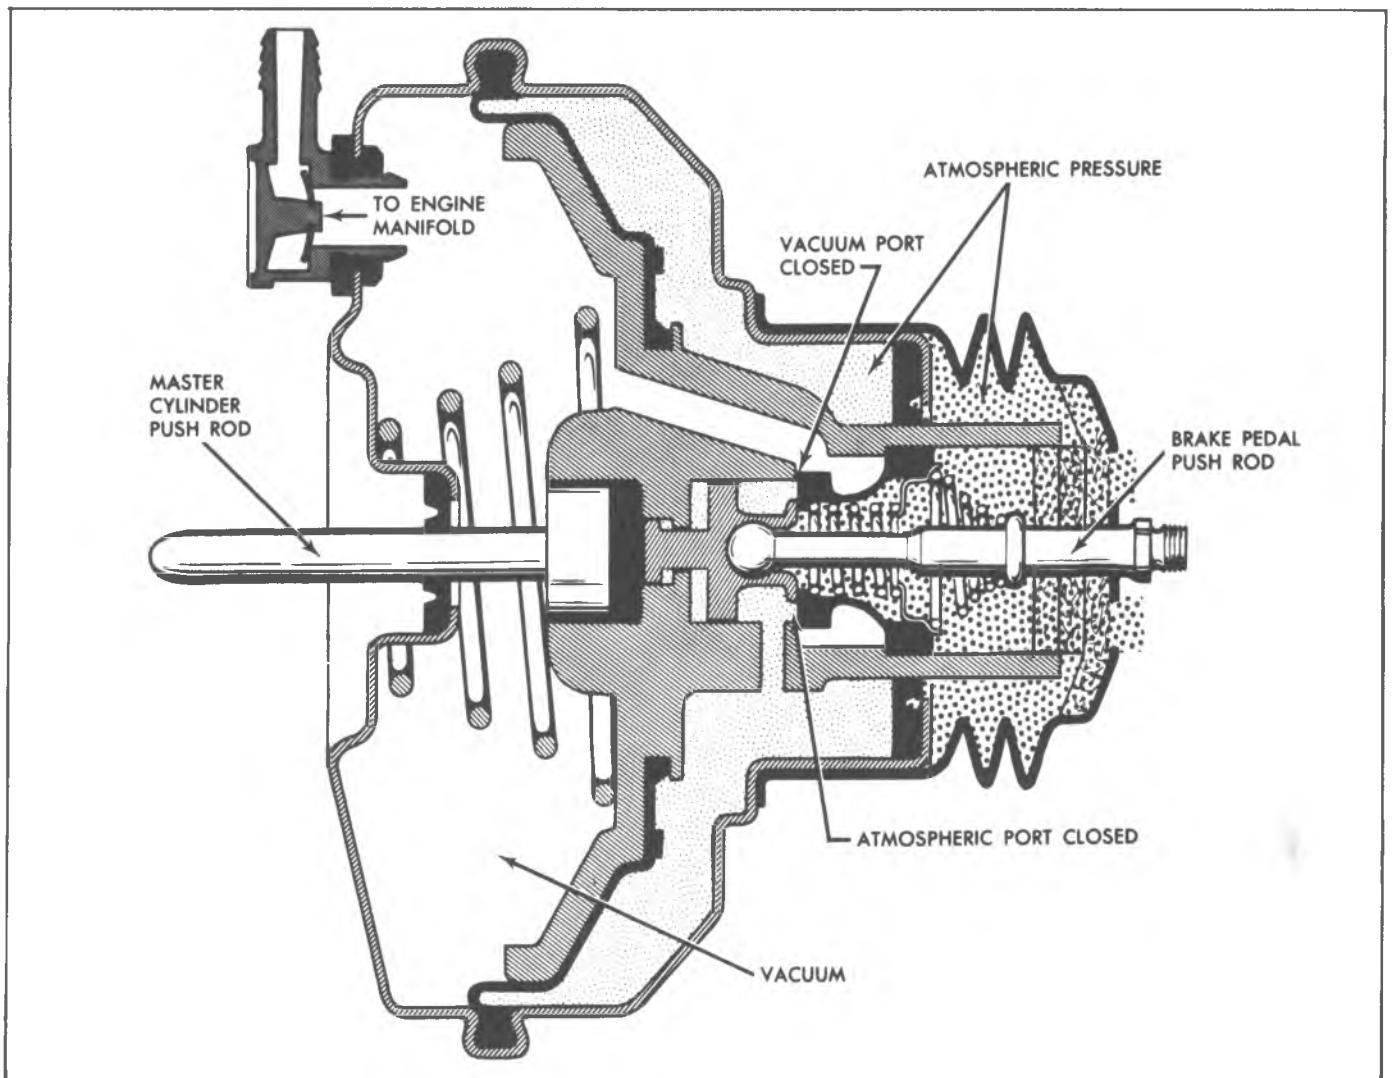 ATMOSPHERIC PRESSURE
TO ENGINE
MANIFOLD
VACUUM PORT
CLOSED
MASTER
CYLINDER
PUSH ROD
BRAKE PEDAL
PUSH ROD
ATMOSPHERIC PORT CLOSED
VACUUM